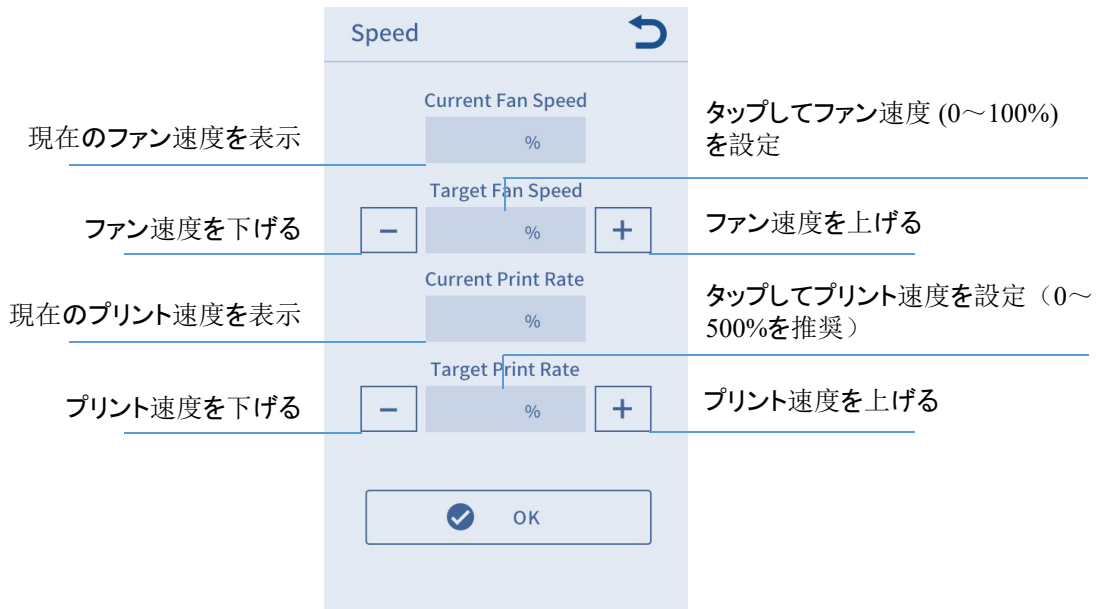 Speed
Current Fan Speed
現在のファン速度を表示
%
タップしてファン速度 (0～100%)
を設定
Target Fan Speed
ファン速度を下げる
−
%
+
ファン速度を上げる
Current Print Rate
現在のプリント速度を表示
%
タップしてプリント速度を設定（0～
500%を推奨）
Target Print Rate
プリント速度を下げる
−
%
+
プリント速度を上げる
OK